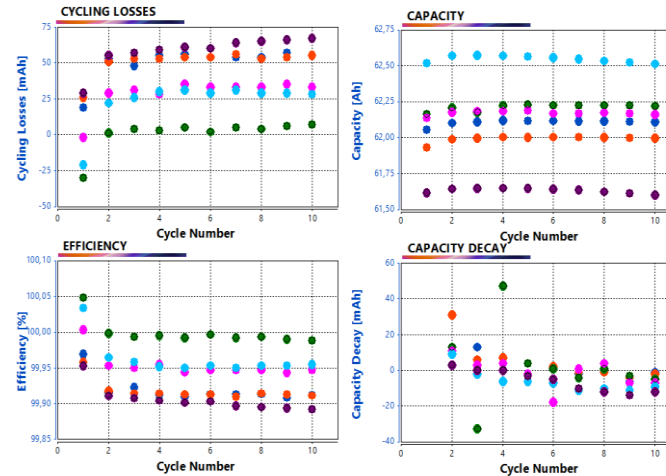 CYCLING LOSSES
Cycling Losses [mAh]
75
50
25
0
-25
-50
0 2 4 6 8 10
Cycle Number
CAPACITY
Capacity [Ah]
62,75
62,50
62,25
62,00
61,75
61,50
0 2 4 6 8 10
Cycle Number
EFFICIENCY
Efficiency [%]
100,10
100,05
100,00
99,95
99,90
99,85
0 2 4 6 8 10
Cycle Number
CAPACITY DECAY
Capacity Decay [mAh]
60
40
20
0
-20
-40
0 2 4 6 8 10
Cycle Number